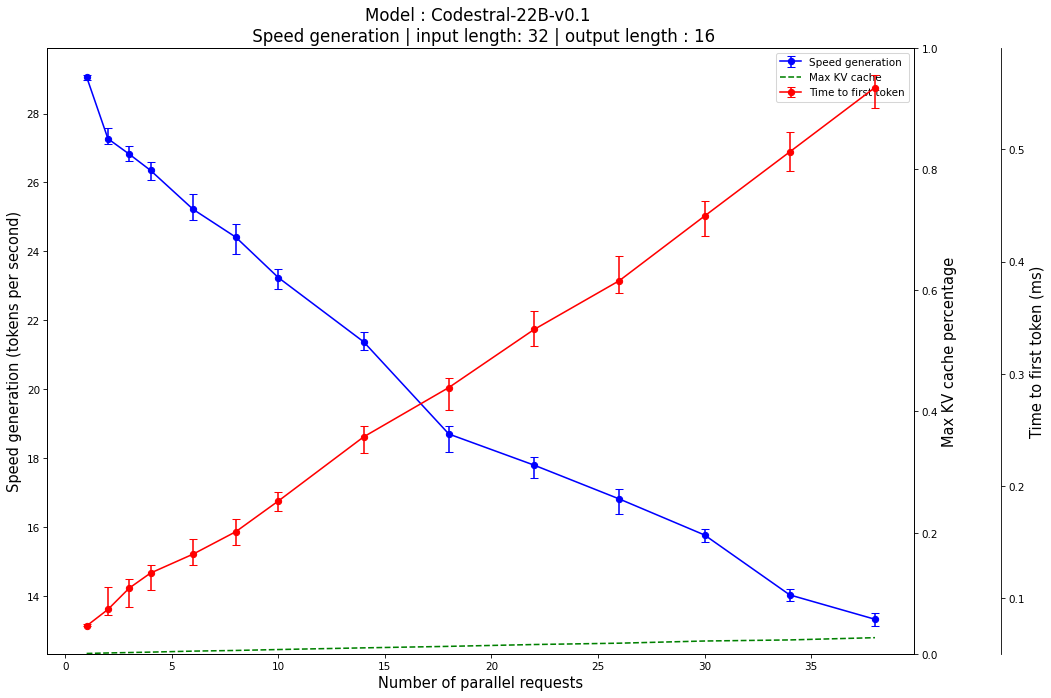 Model : Codestral-22B-v0.1
Speed generation | input length: 32 | output length : 16
Speed generation
Max KV cache
Time to first token
Speed generation (tokens per second)
28
26
24
22
20
18
16
14
1.0
0.8
0.6
0.4
0.2
0.0
Max KV cache percentage
0.5
0.4
0.3
0.2
0.1
Time to first token (ms)
0 5 10 15 20 25 30 35
Number of parallel requests